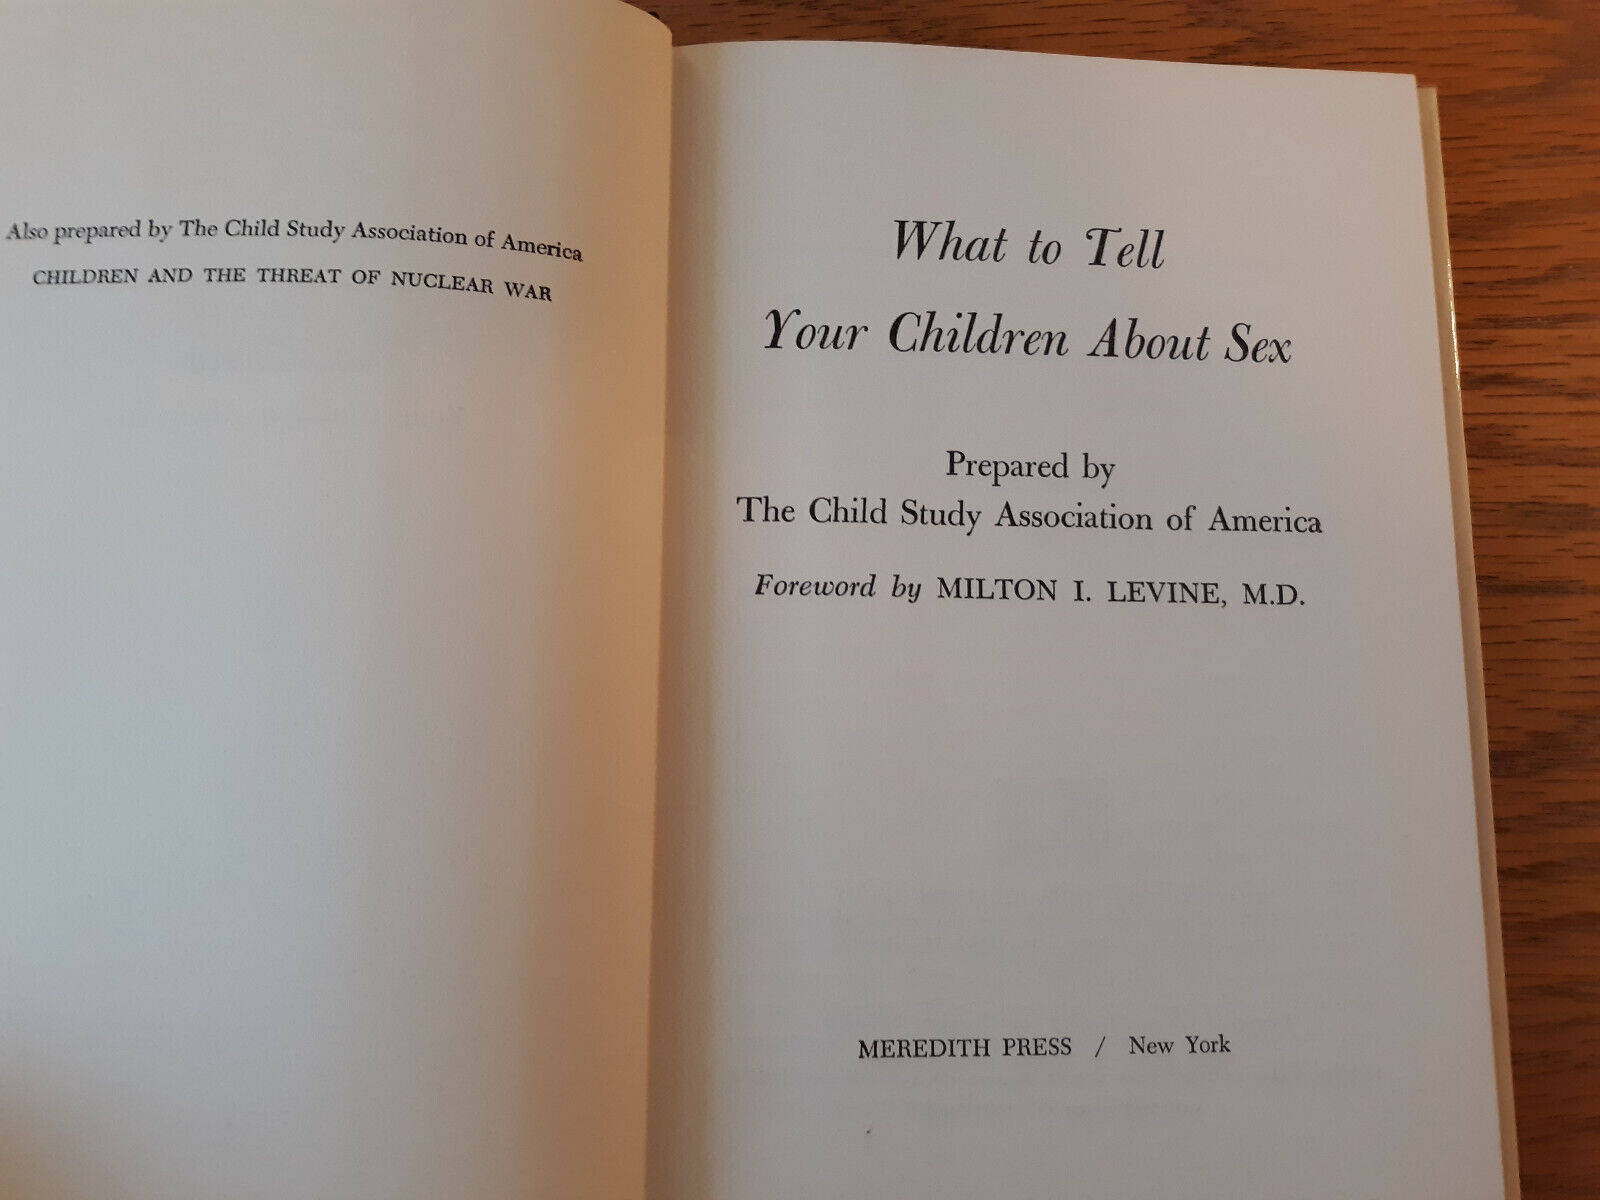 Also prepared by The Child Study Association of America
CHILDREN AND THE THREAT OF NUCLEAR WAR
What to Tell
Your Children About Sex
Prepared by
The Child Study Association of America
Foreword by MILTON I. LEVINE, M.D.
MEREDITH PRESS / New York